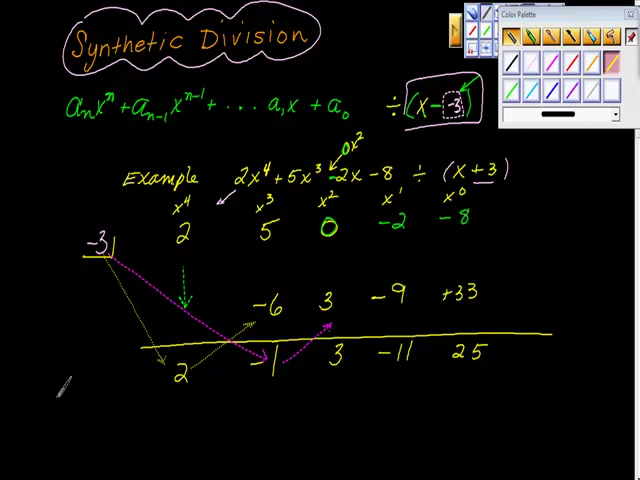 Color Palette
Synthetic Division
aₙxⁿ + aₙ₋₁xⁿ⁻¹ + ... a₁x + a₀ ÷ (x - -3)
0x²
Example 2x⁴ + 5x³ - 2x - 8 ÷ (x + 3)
x⁴ x³ x² x¹ x⁰
2 5 0 -2 -8
-3
-6 3 -9 +33
2 -1 3 -11 25